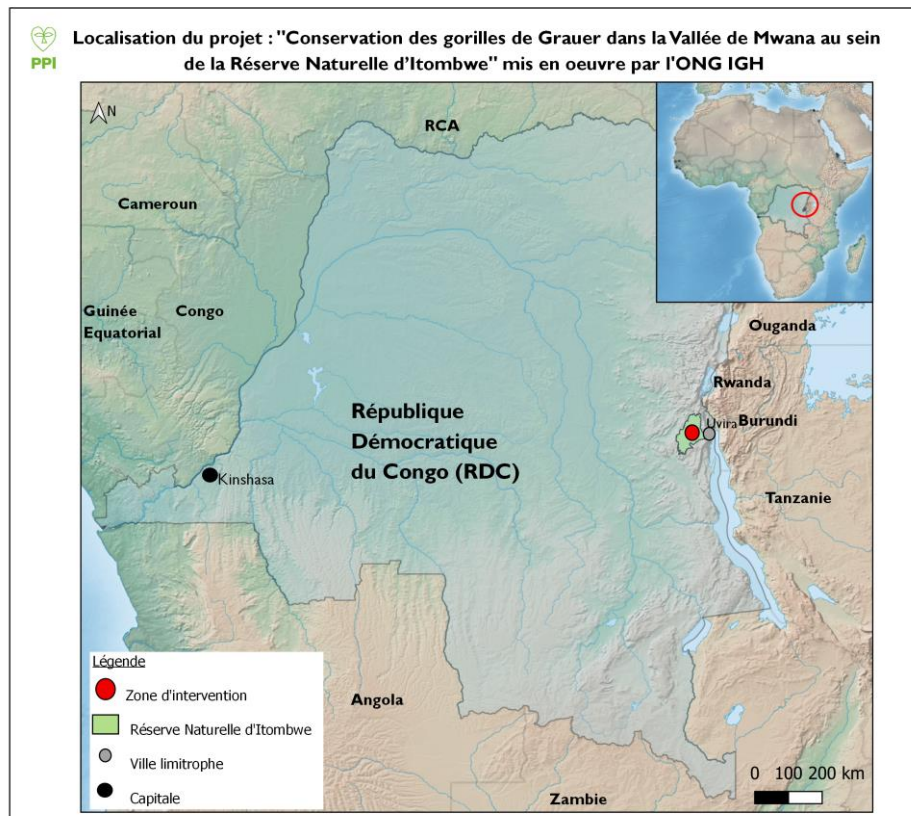 PPI
Localisation du projet : "Conservation des gorilles de Grauer dans la Vallée de Mwana au sein
de la Réserve Naturelle d'Itombwe" mis en oeuvre par l'ONG IGH
N
RCA
Cameroun
Guinée
Equatorial
Congo
Ouganda
Rwanda
Uvira
Burundi
République
Démocratique
du Congo (RDC)
Kinshasa
Tanzanie
Légende
Zone d'intervention
Réserve Naturelle d'Itombwe
Ville limitrophe
Capitale
Angola
Zambie
0 100 200 km